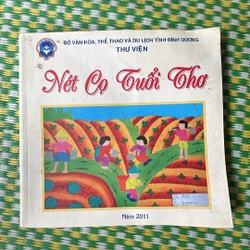 SỞ VĂN HÓA, THỂ THAO VÀ DU LỊCH TỈNH BÌNH DƯƠNG
THƯ VIỆN
Nét Cọ Tuổi Thơ
Năm 2011